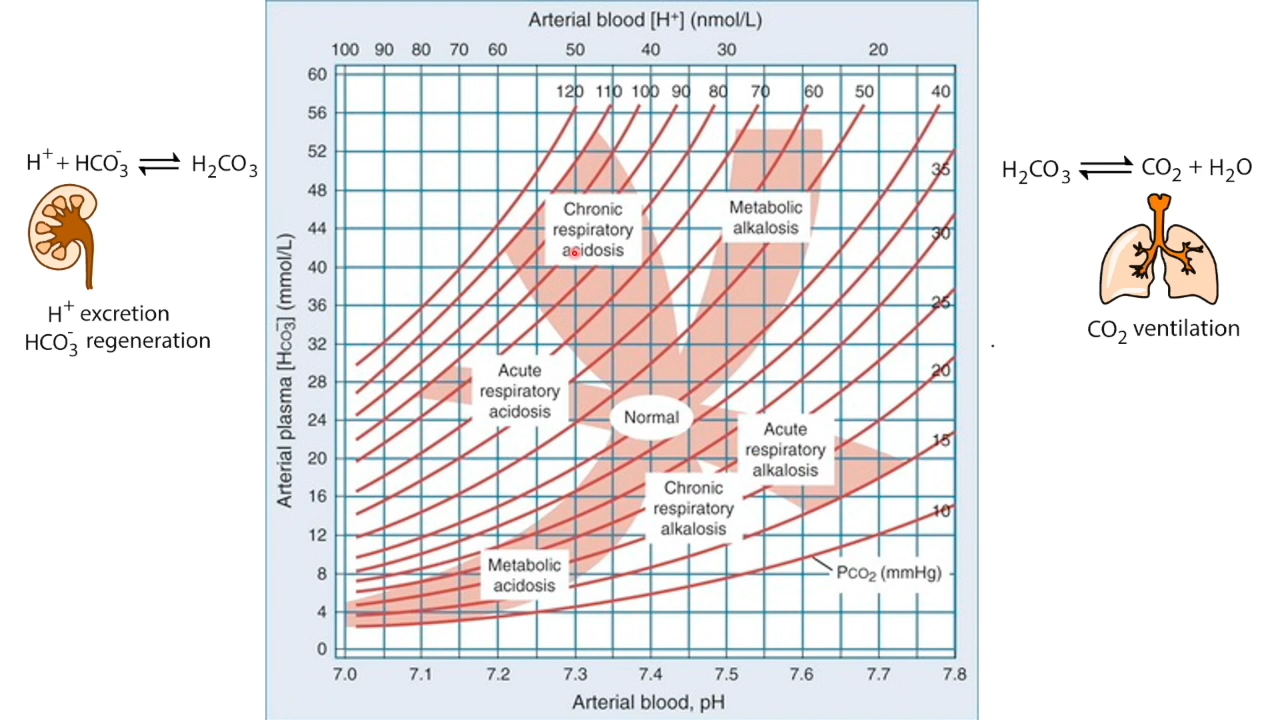 Arterial blood [H⁺] (nmol/L)
100 90 80 70 60 50 40 30 20
60
120 110 100 90 80 70 60 50 40
56
52
H⁺ + HCO₃⁻ ⇌ H₂CO₃
H₂CO₃ ⇌ CO₂ + H₂O
35
48
Chronic
respiratory
acidosis
Metabolic
alkalosis
44
30
40
Arterial plasma [HCO₃⁻] (mmol/L)
36
25
H⁺ excretion
HCO₃⁻ regeneration
CO₂ ventilation
32
28
20
Acute
respiratory
acidosis
24
Normal
Acute
respiratory
alkalosis
15
20
16
Chronic
respiratory
alkalosis
10
12
8
Metabolic
acidosis
PCO₂ (mmHg)
4
0
7.0 7.1 7.2 7.3 7.4 7.5 7.6 7.7 7.8
Arterial blood, pH